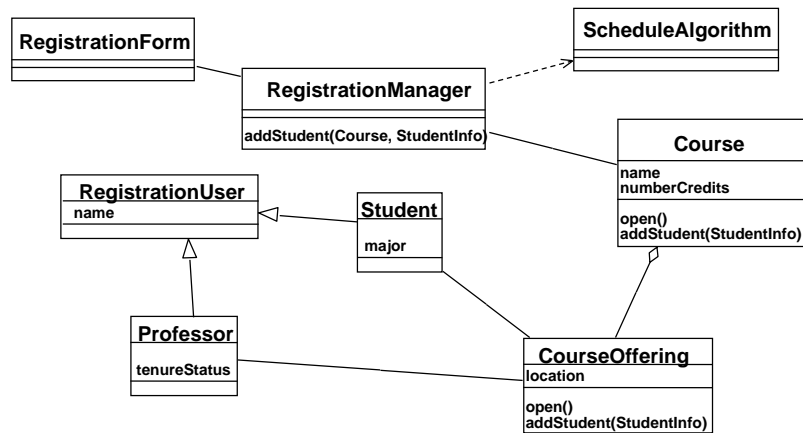 RegistrationForm
ScheduleAlgorithm
RegistrationManager
addStudent(Course, StudentInfo)
Course
name
numberCredits
open()
addStudent(StudentInfo)
RegistrationUser
name
Student
major
Professor
tenureStatus
CourseOffering
location
open()
addStudent(StudentInfo)